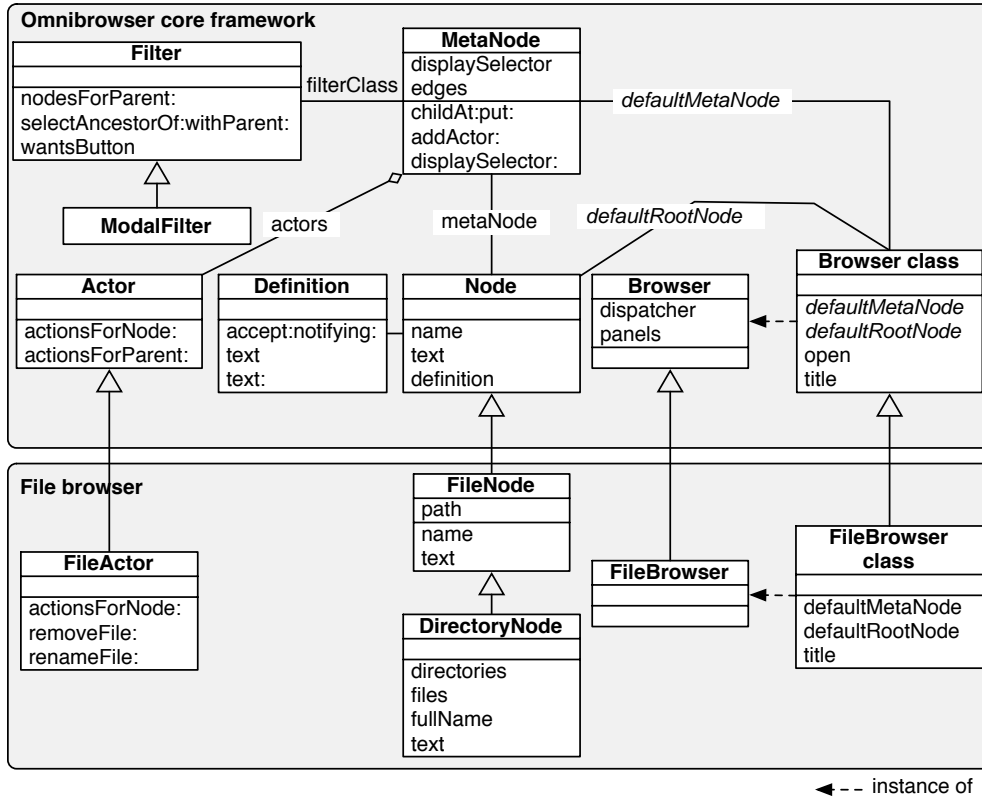 Omnibrowser core framework
Filter
nodesForParent:
selectAncestorOf:withParent:
wantsButton
filterClass
MetaNode
displaySelector
edges
childAt:put:
addActor:
displaySelector:
defaultMetaNode
ModalFilter
actors
metaNode
defaultRootNode
Actor
actionsForNode:
actionsForParent:
Definition
accept:notifying:
text
text:
Node
name
text
definition
Browser
dispatcher
panels
Browser class
defaultMetaNode
defaultRootNode
open
title
File browser
FileActor
actionsForNode:
removeFile:
renameFile:
FileNode
path
name
text
DirectoryNode
directories
files
fullName
text
FileBrowser
FileBrowser
class
defaultMetaNode
defaultRootNode
title
instance of